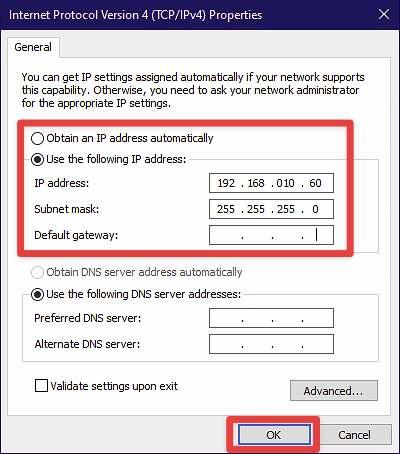 Internet Protocol Version 4 (TCP/IPv4) Properties
General
You can get IP settings assigned automatically if your network supports
this capability. Otherwise, you need to ask your network administrator
for the appropriate IP settings.
Obtain an IP address automatically
Use the following IP address:
IP address: 192 . 168 . 010 . 60
Subnet mask: 255 . 255 . 255 . 0
Default gateway: . . .
Obtain DNS server address automatically
Use the following DNS server addresses:
Preferred DNS server: . . .
Alternate DNS server: . . .
Validate settings upon exit
Advanced...
OK Cancel